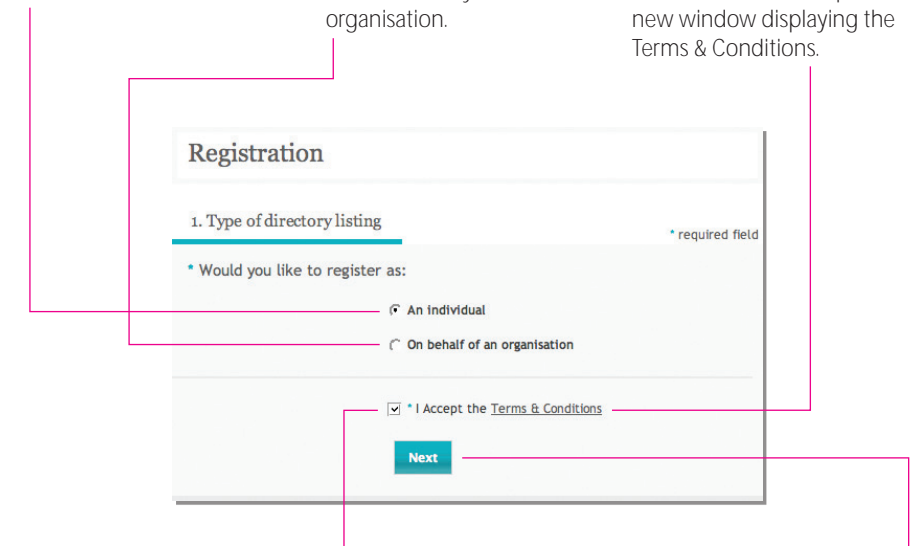 organisation.
new window displaying the
Terms & Conditions.
Registration
1. Type of directory listing
* required field
* Would you like to register as:
An individual
On behalf of an organisation
* I Accept the Terms & Conditions
Next